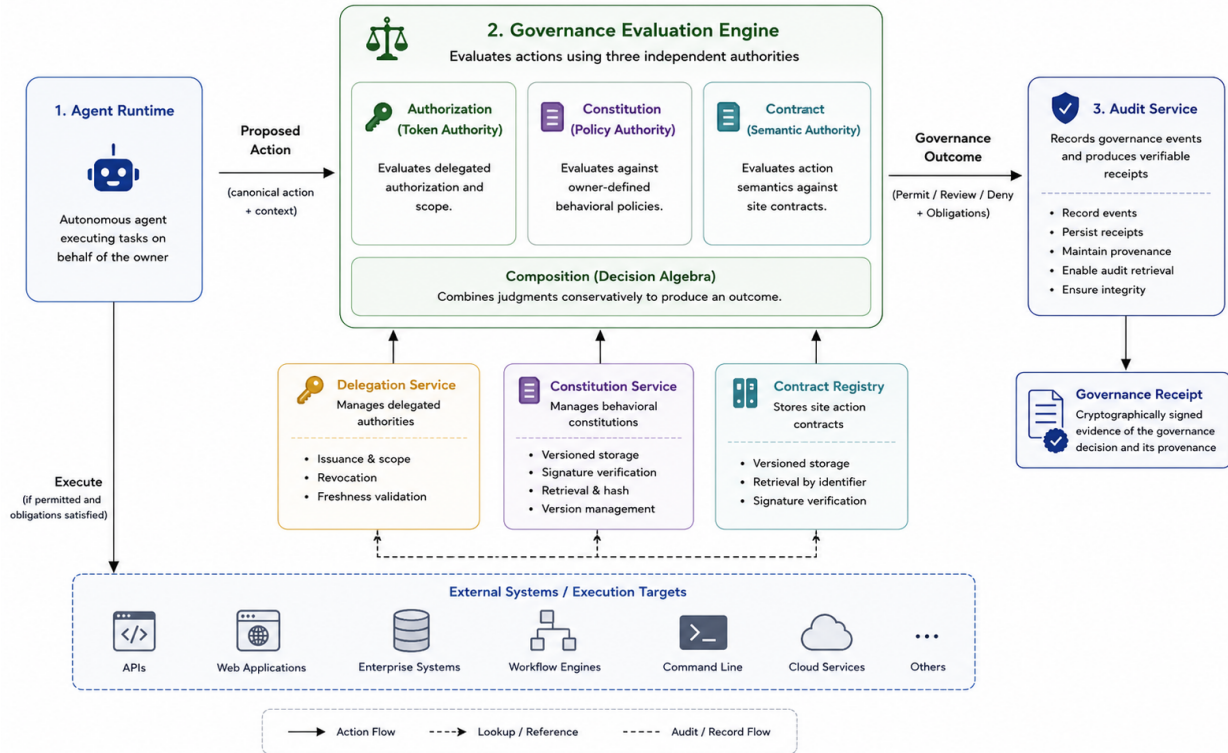 2. Governance Evaluation Engine
Evaluates actions using three independent authorities
1. Agent Runtime
Autonomous agent
executing tasks on
behalf of the owner
Proposed
Action
(canonical action
+ context)
Authorization
(Token Authority)
Evaluates delegated
authorization and
scope.
Constitution
(Policy Authority)
Evaluates against
owner-defined
behavioral policies.
Contract
(Semantic Authority)
Evaluates action
semantics against
site contracts.
Composition (Decision Algebra)
Combines judgments conservatively to produce an outcome.
Governance
Outcome
(Permit / Review / Deny
+ Obligations)
3. Audit Service
Records governance events
and produces verifiable
receipts
• Record events
• Persist receipts
• Maintain provenance
• Enable audit retrieval
• Ensure integrity
Delegation Service
Manages delegated
authorities
• Issuance & scope
• Revocation
• Freshness validation
Constitution Service
Manages behavioral
constitutions
• Versioned storage
• Signature verification
• Retrieval & hash
• Version management
Contract Registry
Stores site action
contracts
• Versioned storage
• Retrieval by identifier
• Signature verification
Governance Receipt
Cryptographically signed
evidence of the governance
decision and its provenance
Execute
(if permitted and
obligations satisfied)
External Systems / Execution Targets
APIs
Web Applications
Enterprise Systems
Workflow Engines
Command Line
Cloud Services
Others
Action Flow
Lookup / Reference
Audit / Record Flow